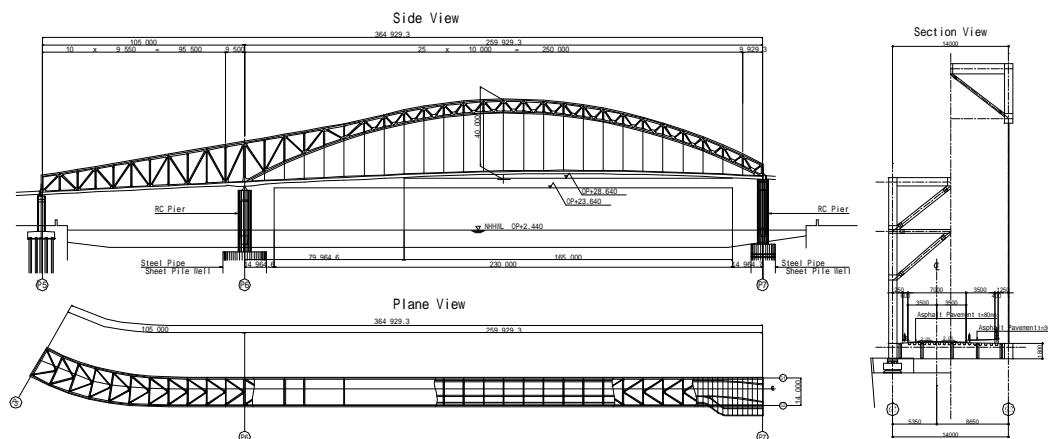 Side View
364 929.3
105 000
259 929.3
10 x 9 550 = 95 500
9 500
25 x 10 000 = 250 000
9 929.3
40 000
OP+28.640
OP+23.640
RC Pier
RC Pier
NHHWL OP+2.440
79 964.6
165 000
Steel Pipe
Sheet Pile Well
14 964.6
230 000
14 964.7
Steel Pipe
Sheet Pile Well
P5
P6
P7
Plane View
364 929.3
105 000
259 929.3
14 000
P5
P6
P7
Section View
14000
7000
3500
1250
400
3500
3500
Asphalt Pavement t=80mm
Asphalt Pavement t=3
5350
8650
14000